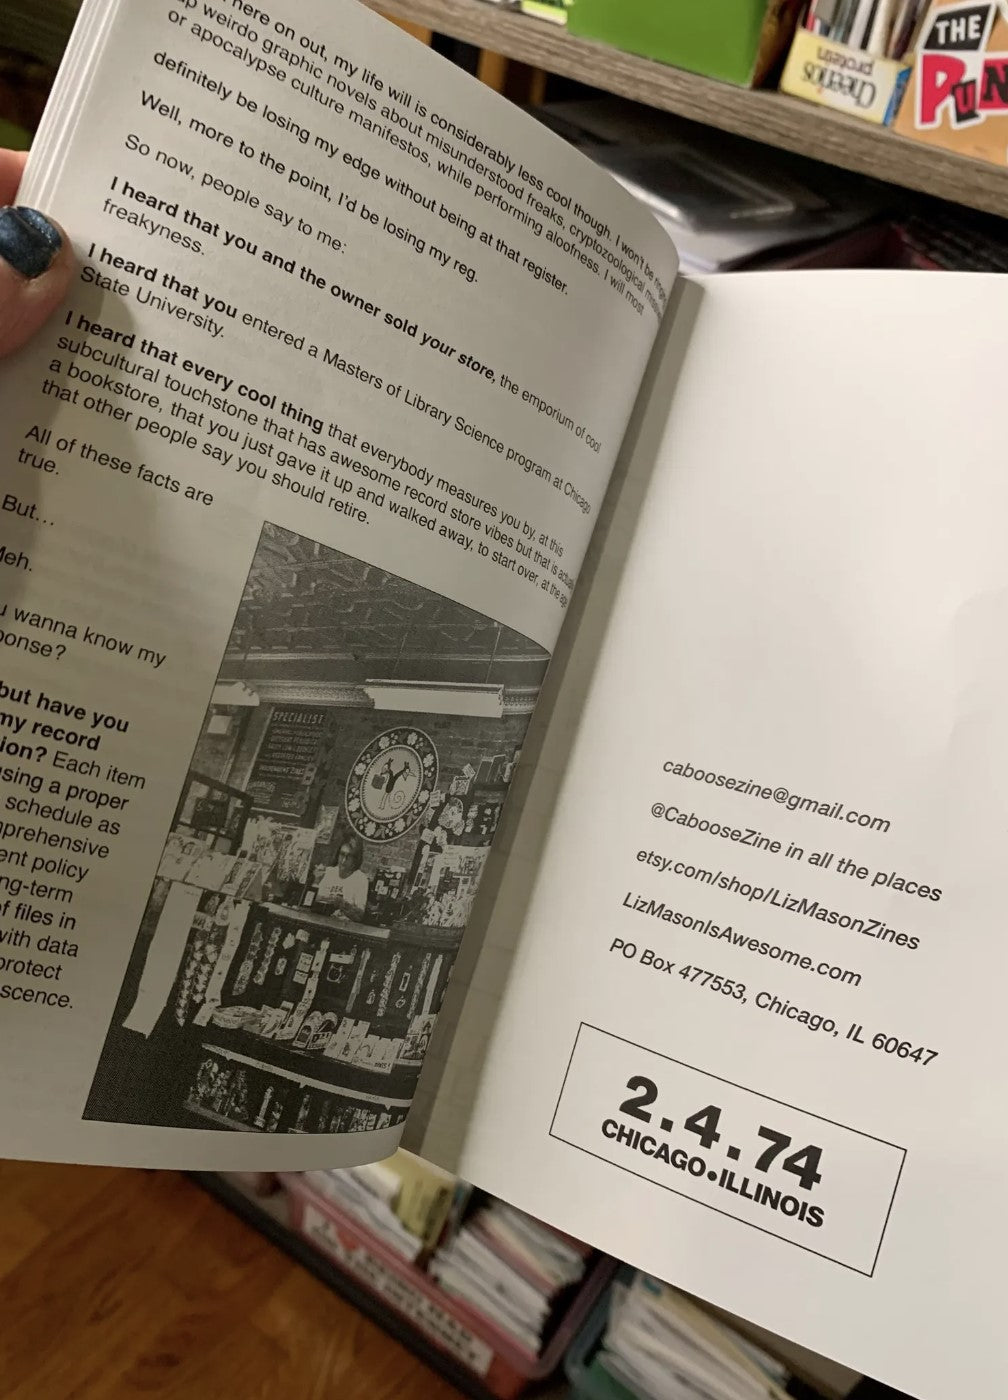 here on out, my life will is considerably less cool though. I won't be
up weirdo graphic novels about misunderstood freaks, cryptozoological
or apocalypse culture manifestos, while performing aloofness. I will most
definitely be losing my edge without being at that register.
Well, more to the point, I'd be losing my reg.
So now, people say to me:
I heard that you and the owner sold your store, the emporium of cool
freakyness.
I heard that you entered a Masters of Library Science program at Chicago
State University.
I heard that every cool thing that everybody measures you by, at this
subcultural touchstone that has awesome record store vibes but that is actually
a bookstore, that you just gave it up and walked away, to start over, at the age
that other people say you should retire.
All of these facts are
true.
But...
Meh.
wanna know my
but have you
my record
Each item
using a proper
schedule as
policy
of files in
with data
protect
SPECIALIST
caboosezine@gmail.com
@CabooseZine in all the places
etsy.com/shop/LizMasonZines
LizMasonIsAwesome.com
PO Box 477553, Chicago, IL 60647
2.4.74
CHICAGO•ILLINOIS
THE
PUN
Cheerios
protein